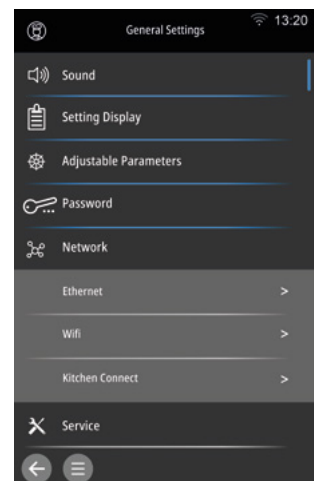 13:20
General Settings
Sound
Setting Display
Adjustable Parameters
Password
Network
Ethernet >
Wifi >
Kitchen Connect >
Service